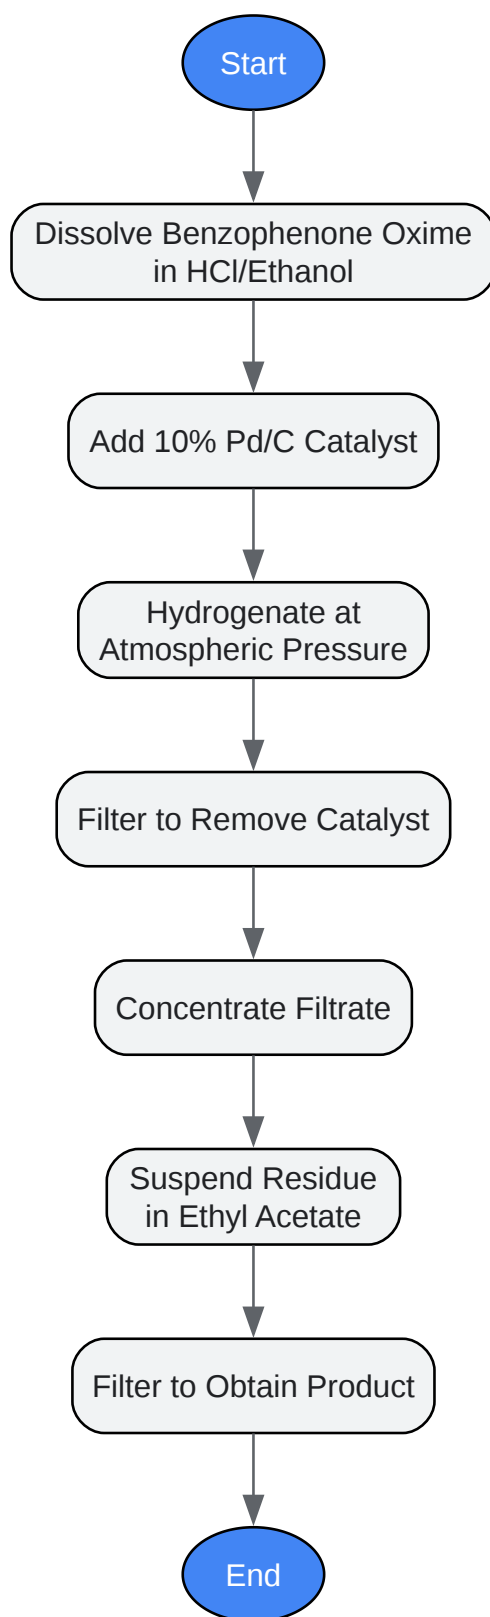 Start
Dissolve Benzophenone Oxime
in HCl/Ethanol
Add 10% Pd/C Catalyst
Hydrogenate at
Atmospheric Pressure
Filter to Remove Catalyst
Concentrate Filtrate
Suspend Residue
in Ethyl Acetate
Filter to Obtain Product
End